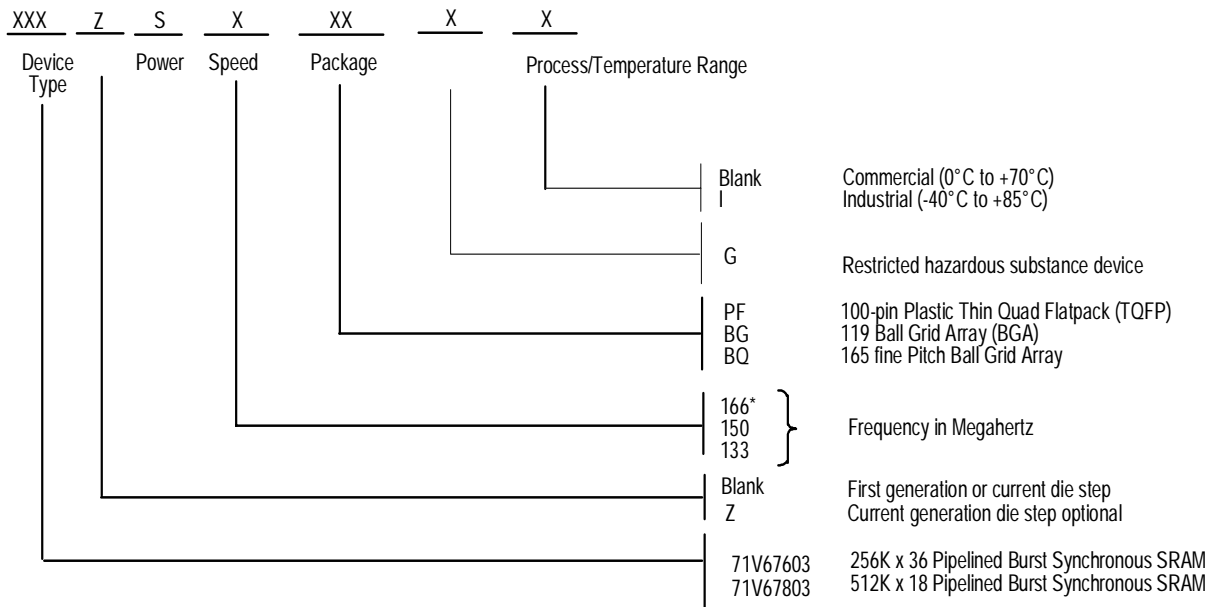 XXX Z S X XX X X
Device Type Power Speed Package Process/Temperature Range
Blank Commercial (0°C to +70°C)
I Industrial (-40°C to +85°C)
G Restricted hazardous substance device
PF 100-pin Plastic Thin Quad Flatpack (TQFP)
BG 119 Ball Grid Array (BGA)
BQ 165 fine Pitch Ball Grid Array
166*
150 Frequency in Megahertz
133
Blank First generation or current die step
Z Current generation die step optional
71V67603 256K x 36 Pipelined Burst Synchronous SRAM
71V67803 512K x 18 Pipelined Burst Synchronous SRAM